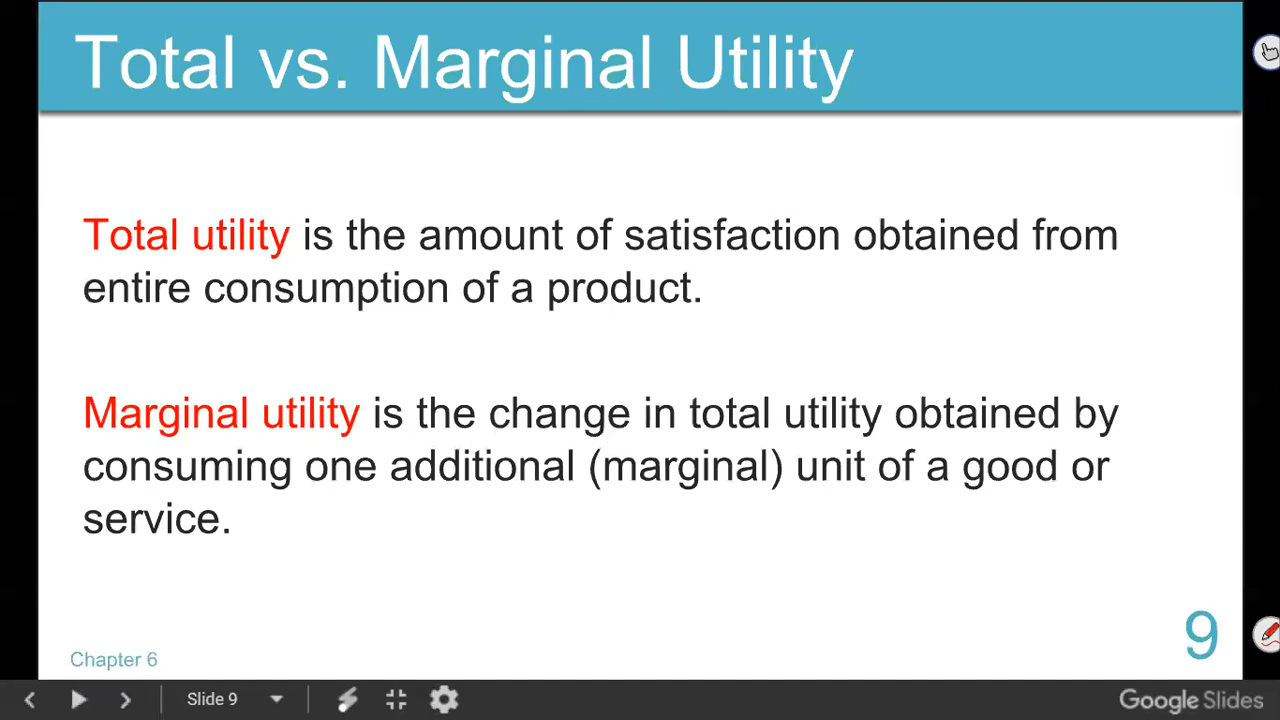 Total vs. Marginal Utility
Total utility is the amount of satisfaction obtained from
entire consumption of a product.
Marginal utility is the change in total utility obtained by
consuming one additional (marginal) unit of a good or
service.
9
Chapter 6
Slide 9
Google Slides